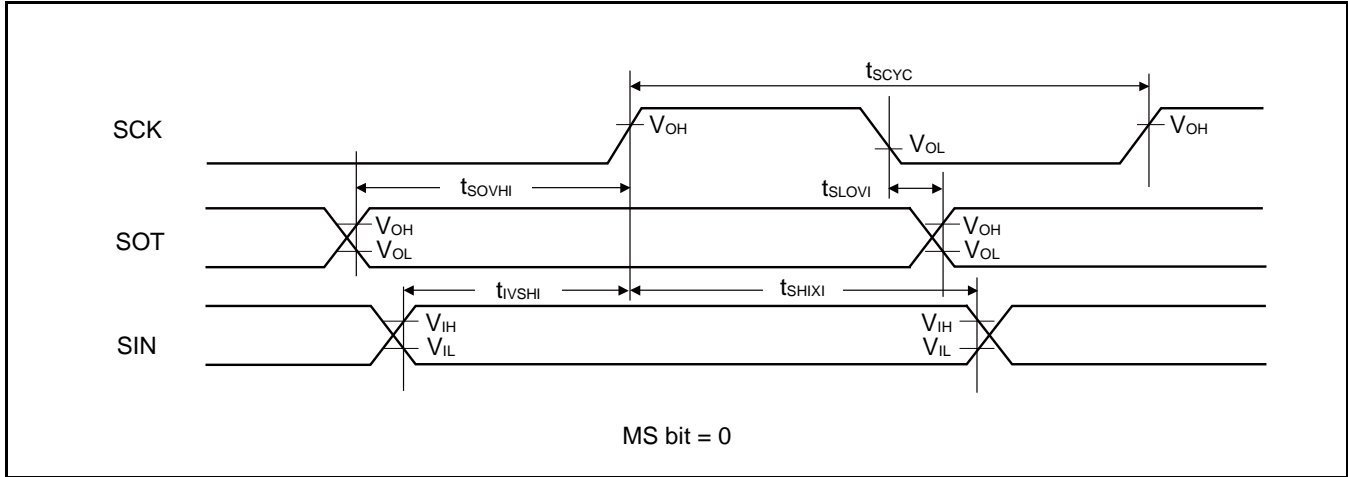 tSCYC
SCK
VOH
VOL
VOH
tSOVHI
tSLOVI
SOT
VOH
VOL
VOH
VOL
tIVSHI
tSHIXI
SIN
VIH
VIL
VIH
VIL
MS bit = 0